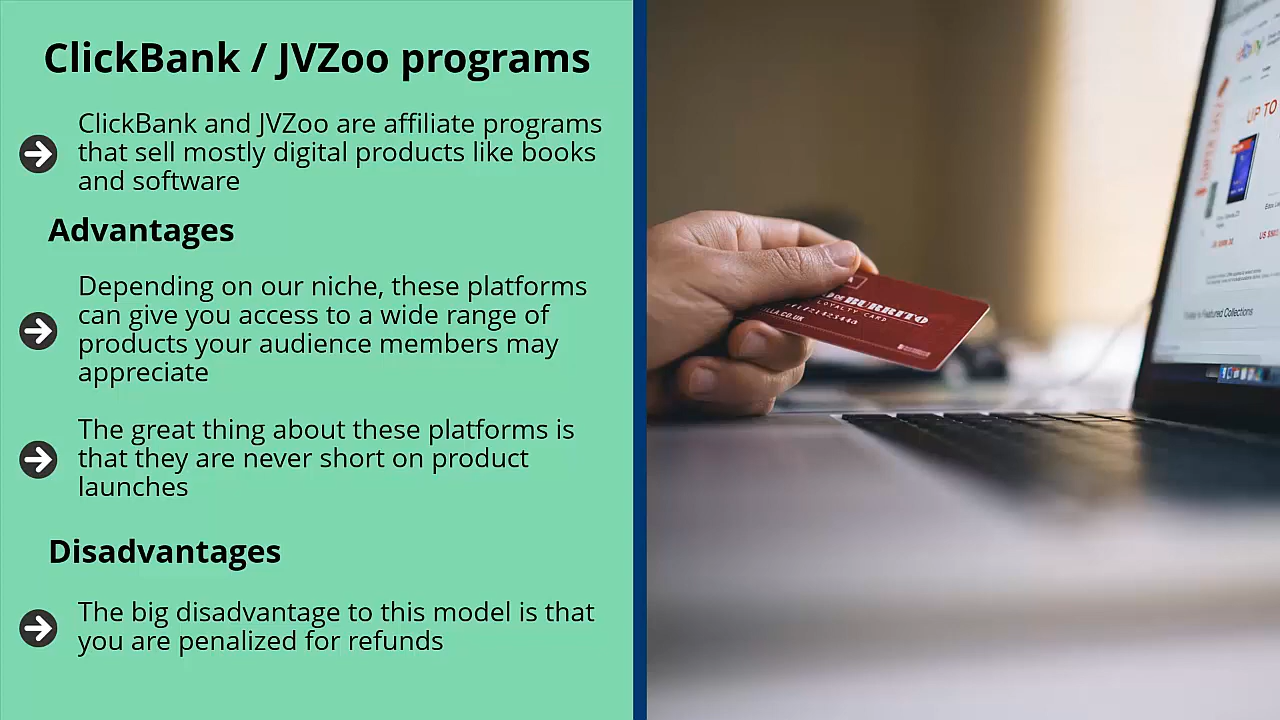 ClickBank / JVZoo programs
ClickBank and JVZoo are affiliate programs
that sell mostly digital products like books
and software
Advantages
Depending on our niche, these platforms
can give you access to a wide range of
products your audience members may
appreciate
The great thing about these platforms is
that they are never short on product
launches
Disadvantages
The big disadvantage to this model is that
you are penalized for refunds
BURRITO
LOYALTY CARD
UP TO
Featured Collections